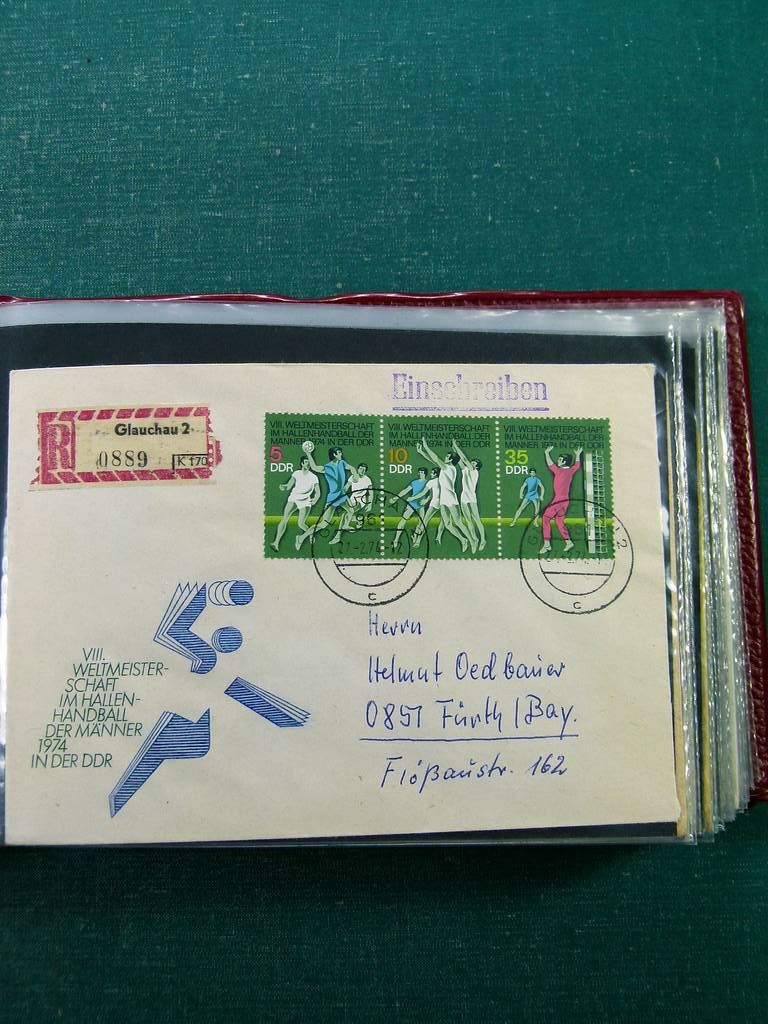 Einschreiben
R
Glauchau 2
0889
K 170
VIII. WELTMEISTERSCHAFT
IM HALLENHANDBALL DER
MÄNNER 1974 IN DER DDR
5
DDR
VIII. WELTMEISTERSCHAFT
IM HALLENHANDBALL DER
MÄNNER 1974 IN DER DDR
10
DDR
VIII. WELTMEISTERSCHAFT
IM HALLENHANDBALL DER
MÄNNER 1974 IN DER DDR
35
DDR
96
c
2
c
VIII.
WELTMEISTER-
SCHAFT
IM HALLEN-
HANDBALL
DER MÄNNER
1974
IN DER DDR
Herrn
Helmut Oedbauer
0851 Fürth / Bay.
Floßaustr. 162